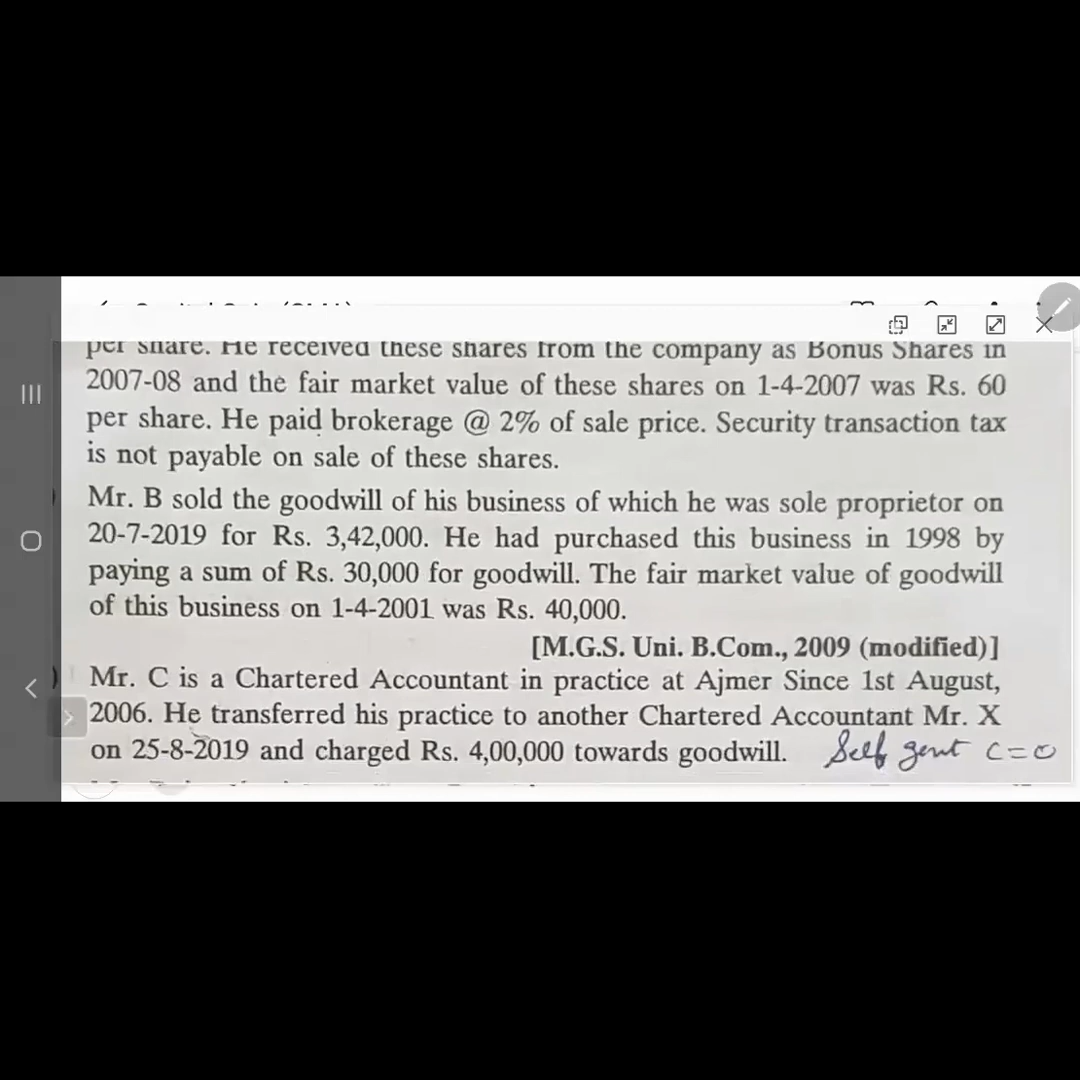 per share. He received these shares from the company as Bonus Shares in
2007-08 and the fair market value of these shares on 1-4-2007 was Rs. 60
per share. He paid brokerage @ 2% of sale price. Security transaction tax
is not payable on sale of these shares.
Mr. B sold the goodwill of his business of which he was sole proprietor on
20-7-2019 for Rs. 3,42,000. He had purchased this business in 1998 by
paying a sum of Rs. 30,000 for goodwill. The fair market value of goodwill
of this business on 1-4-2001 was Rs. 40,000.
[M.G.S. Uni. B.Com., 2009 (modified)]
Mr. C is a Chartered Accountant in practice at Ajmer Since 1st August,
2006. He transferred his practice to another Chartered Accountant Mr. X
on 25-8-2019 and charged Rs. 4,00,000 towards goodwill. Self gent C=0